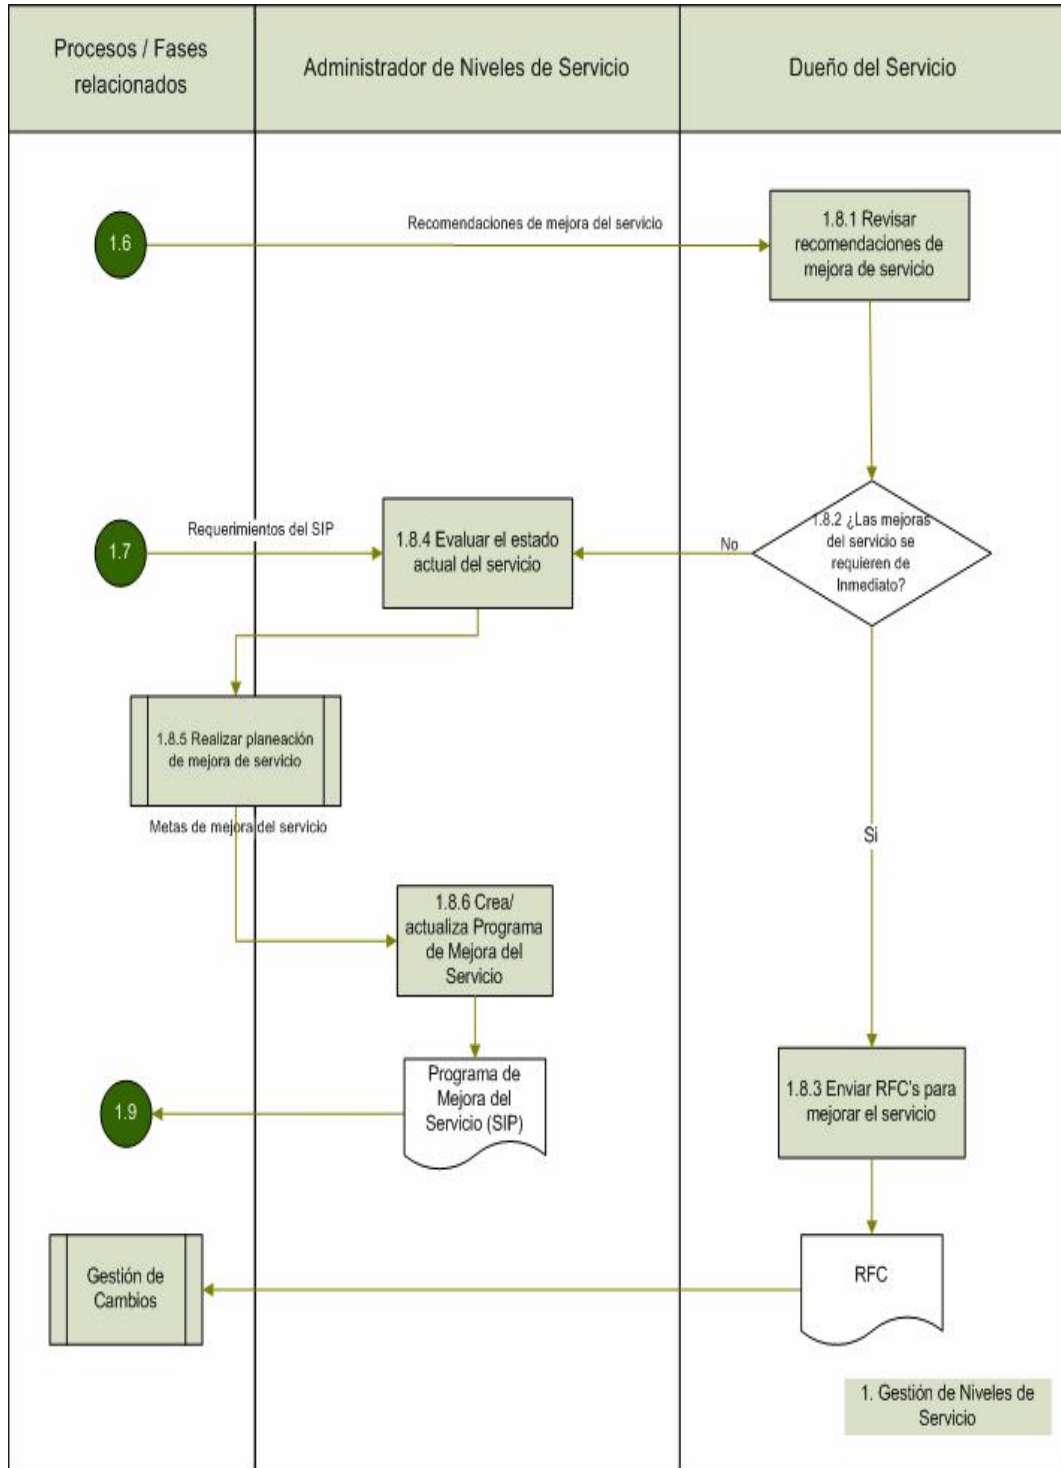 Procesos / Fases
relacionados
Administrador de Niveles de Servicio
Dueño del Servicio
1.6
Recomendaciones de mejora del servicio
1.8.1 Revisar
recomendaciones de
mejora de servicio
1.7
Requerimientos del SIP
1.8.4 Evaluar el estado
actual del servicio
No
1.8.2 ¿Las mejoras
del servicio se
requieren de
Inmediato?
1.8.5 Realizar planeación
de mejora de servicio
Metas de mejora del servicio
Si
1.8.6 Crea/
actualiza Programa
de Mejora del
Servicio
1.9
Programa de
Mejora del
Servicio (SIP)
1.8.3 Enviar RFC's para
mejorar el servicio
Gestión de
Cambios
RFC
1. Gestión de Niveles de
Servicio